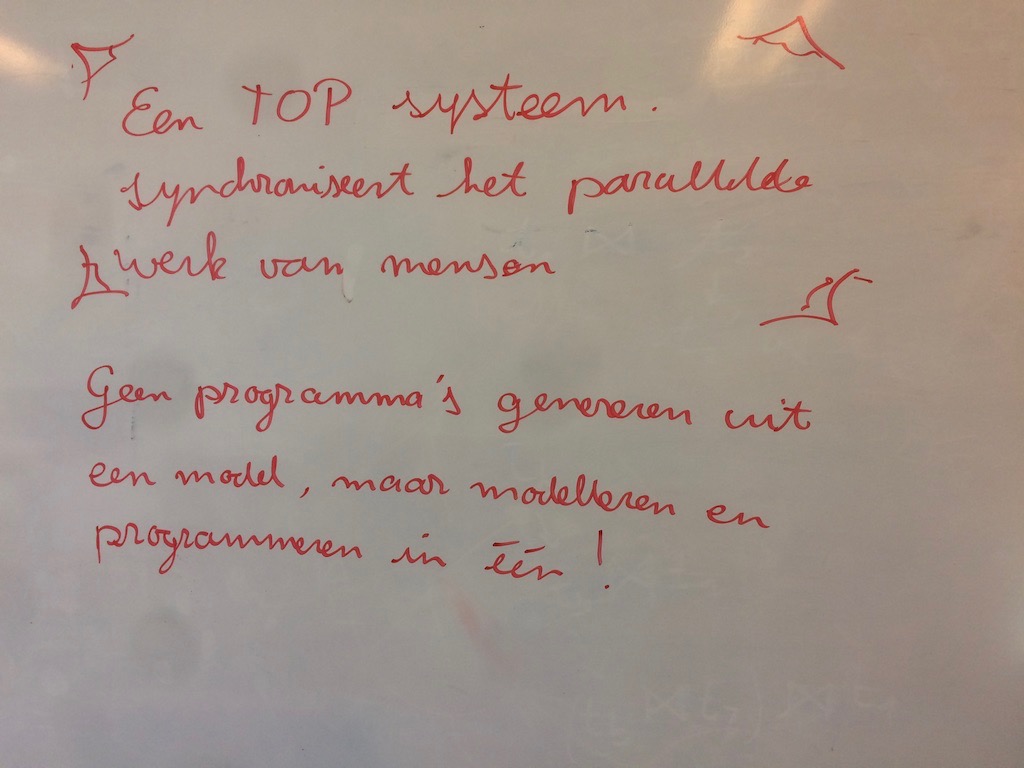 Een TOP systeem.
synchroniseert het parallelle
werk van mensen
Geen programma's genereren uit
een model, maar modelleren en
programmeren in één!